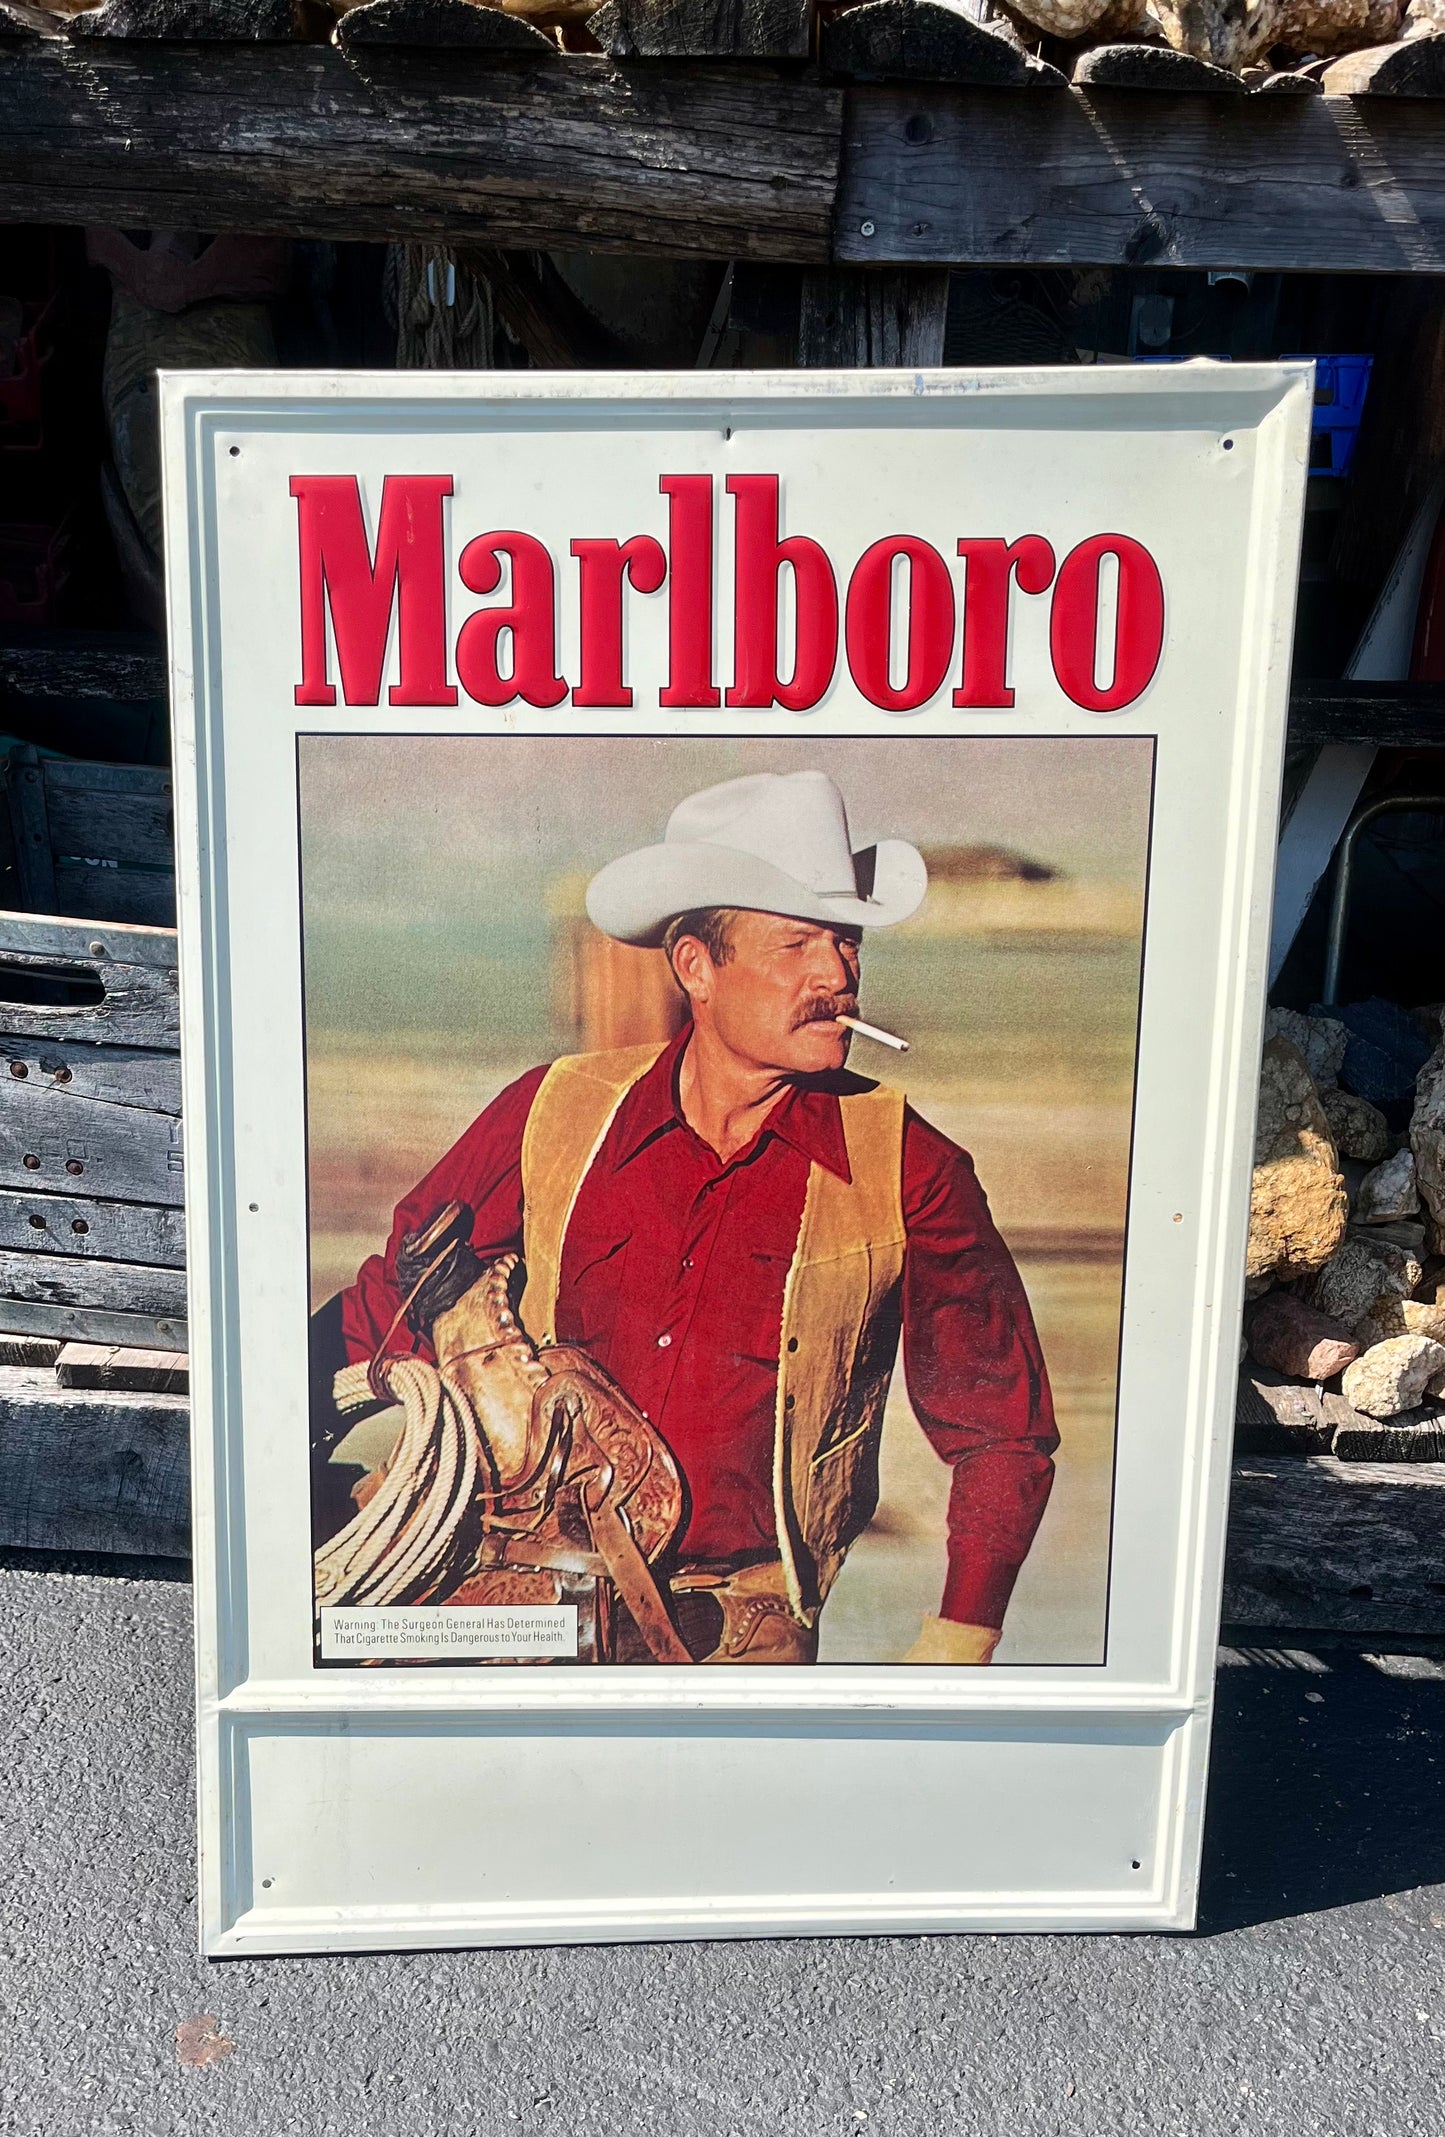 Marlboro
Warning: The Surgeon General Has Determined
That Cigarette Smoking Is Dangerous to Your Health.